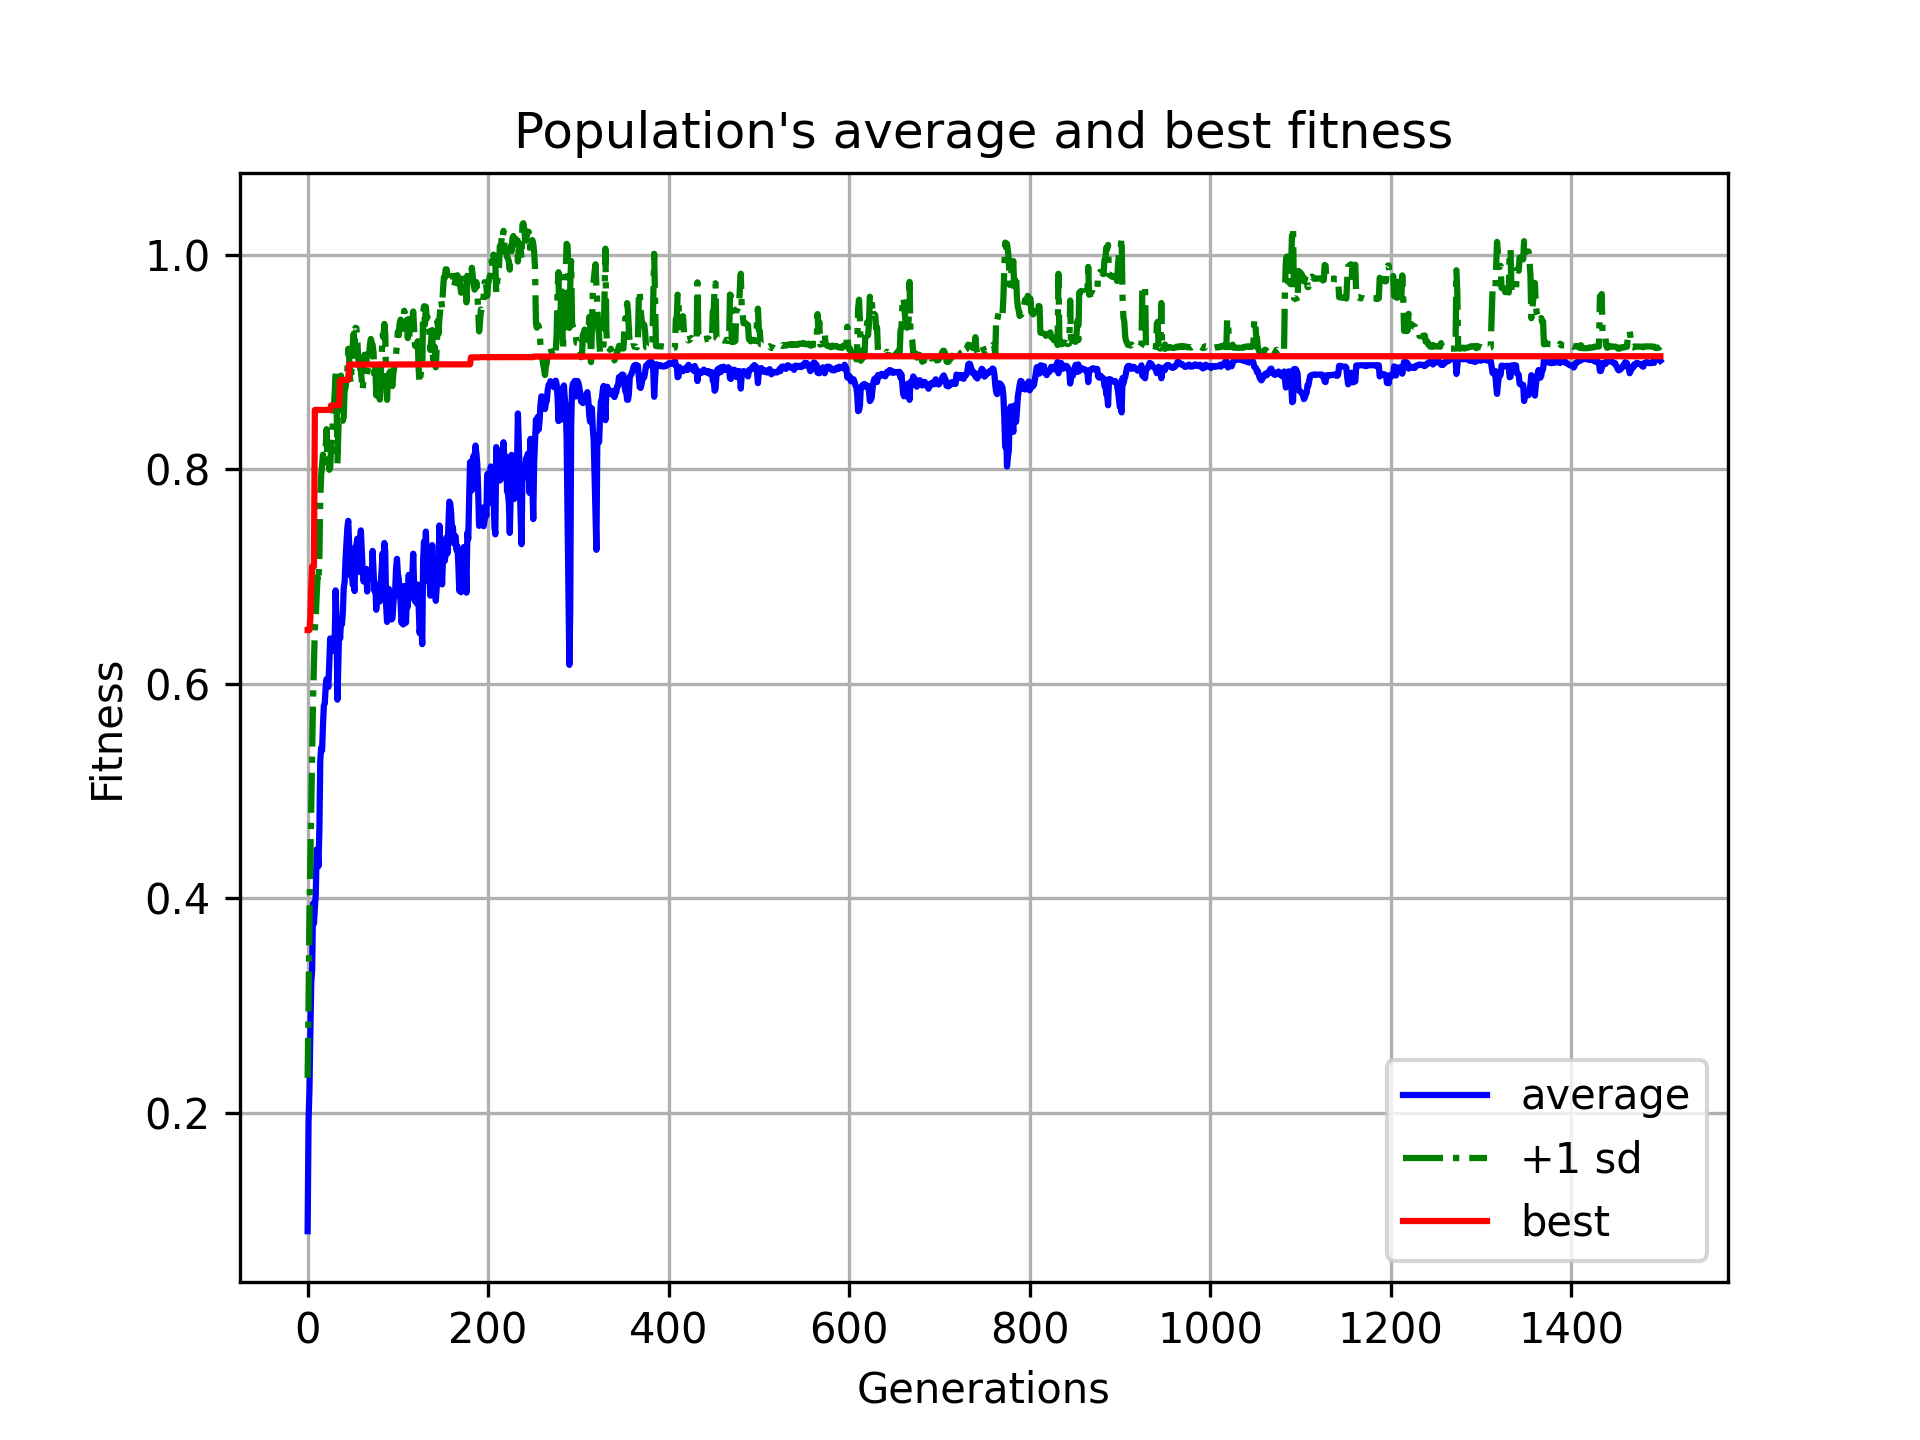 Population's average and best fitness
Fitness
1.0
0.8
0.6
0.4
0.2
0 200 400 600 800 1000 1200 1400
Generations
average
+1 sd
best